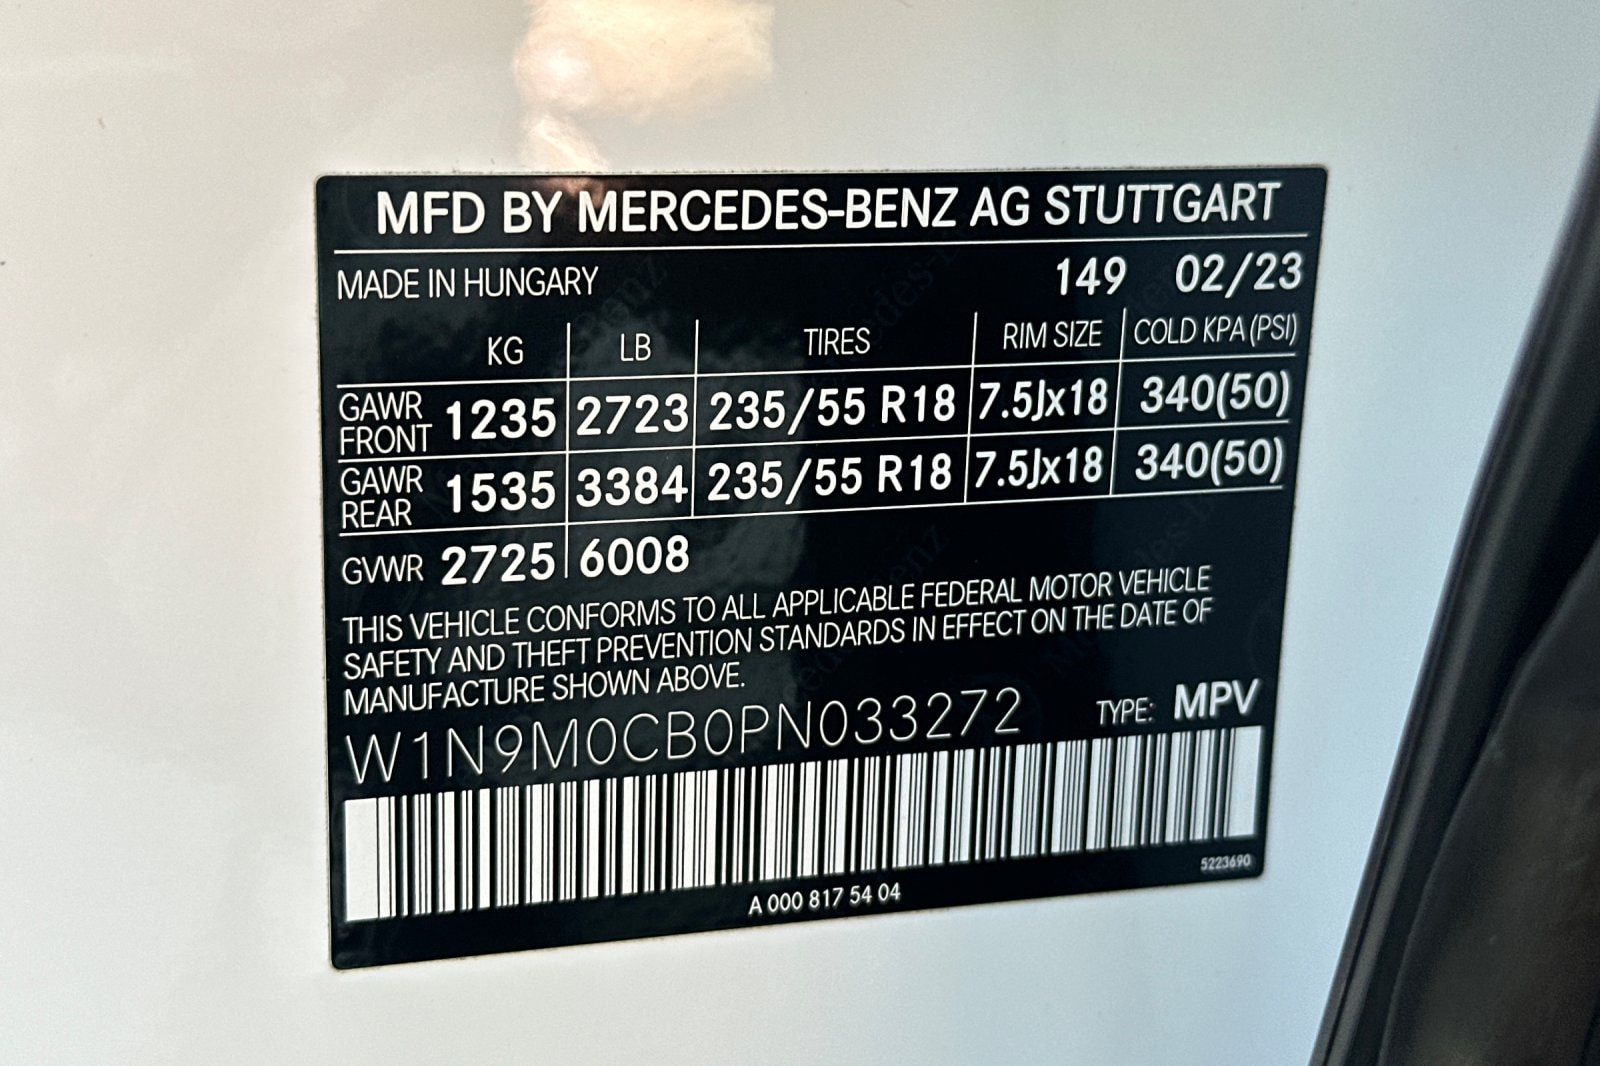 MFD BY MERCEDES-BENZ AG STUTTGART
MADE IN HUNGARY 149 02/23
KG LB TIRES RIM SIZE COLD KPA(PSI)
GAWR FRONT 1235 2723 235/55 R18 7.5Jx18 340(50)
GAWR REAR 1535 3384 235/55 R18 7.5Jx18 340(50)
GVWR 2725 6008
THIS VEHICLE CONFORMS TO ALL APPLICABLE FEDERAL MOTOR VEHICLE
SAFETY AND THEFT PREVENTION STANDARDS IN EFFECT ON THE DATE OF
MANUFACTURE SHOWN ABOVE.
W1N9M0CB0PN033272 TYPE: MPV
5223690
A 000 817 54 04